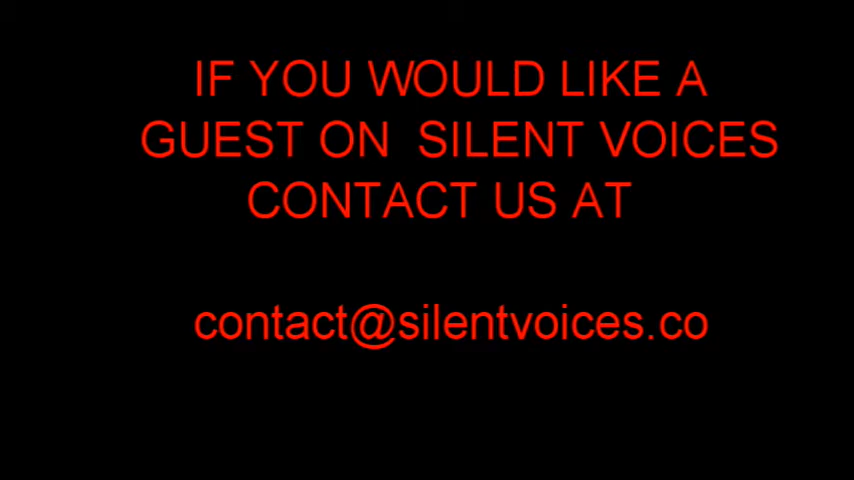 IF YOU WOULD LIKE A
GUEST ON  SILENT VOICES
CONTACT US AT
contact@silentvoices.co